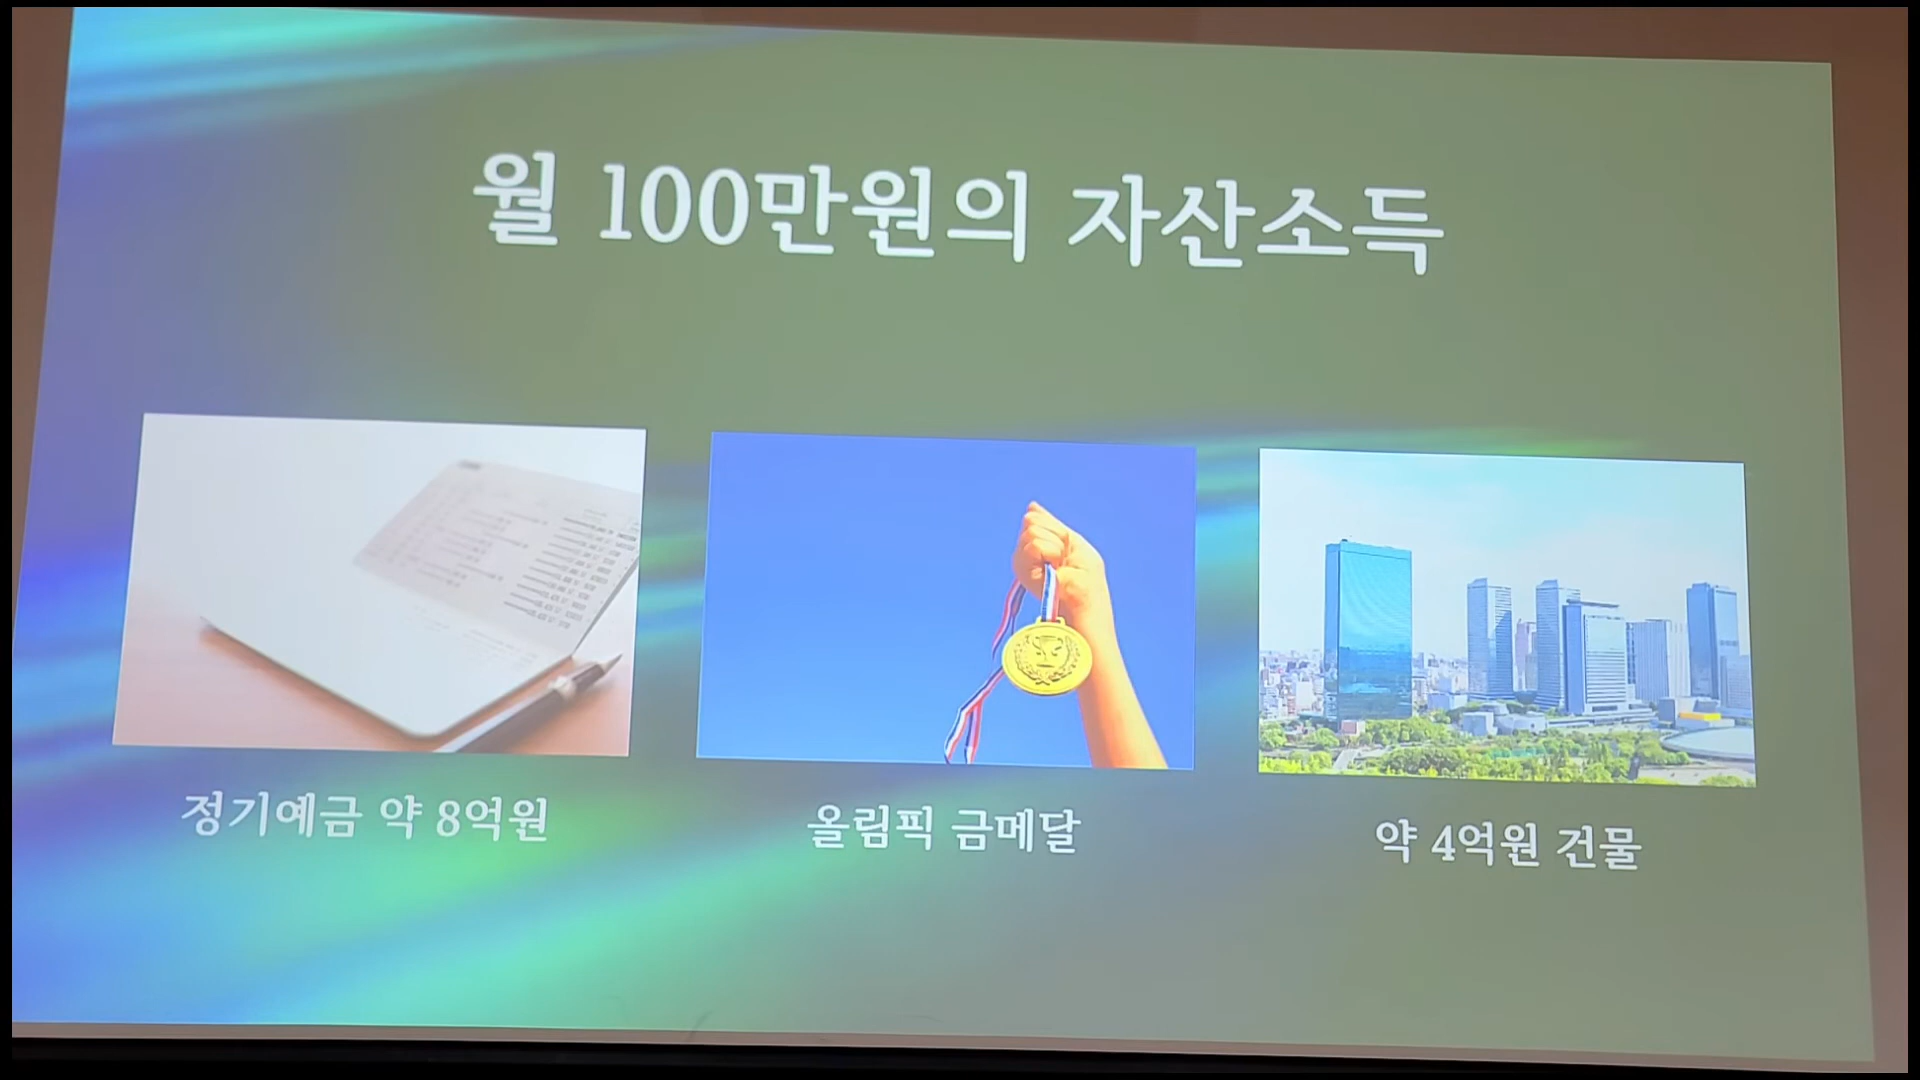 월 100만원의 자산소득
정기예금 약 8억원
올림픽 금메달
약 4억원 건물